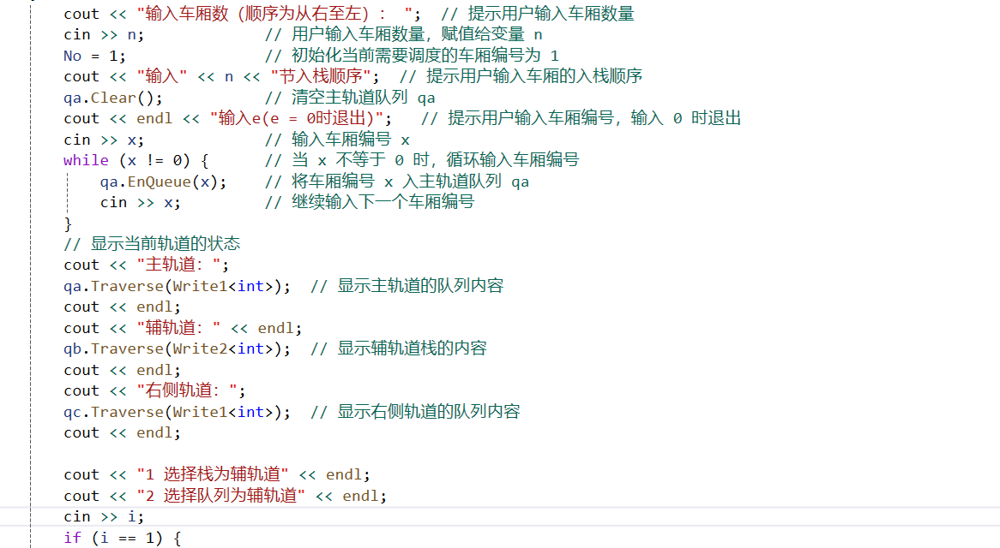 cout << "输入车厢数（顺序为从右至左）： ";  // 提示用户输入车厢数量
cin >> n;             // 用户输入车厢数量，赋值给变量 n
No = 1;               // 初始化当前需要调度的车厢编号为 1
cout << "输入" << n << "节入栈顺序";  // 提示用户输入车厢的入栈顺序
qa.Clear();           // 清空主轨道队列 qa
cout << endl << "输入e(e = 0时退出)";   // 提示用户输入车厢编号，输入 0 时退出
cin >> x;             // 输入车厢编号 x
while (x != 0) {      // 当 x 不等于 0 时，循环输入车厢编号
    qa.EnQueue(x);    // 将车厢编号 x 入主轨道队列 qa
    cin >> x;         // 继续输入下一个车厢编号
}
// 显示当前轨道的状态
cout << "主轨道：";
qa.Traverse(Write1<int>);  // 显示主轨道的队列内容
cout << endl;
cout << "辅轨道：" << endl;
qb.Traverse(Write2<int>);  // 显示辅轨道栈的内容
cout << endl;
cout << "右侧轨道：";
qc.Traverse(Write1<int>);  // 显示右侧轨道的队列内容
cout << endl;
cout << "1 选择栈为辅轨道" << endl;
cout << "2 选择队列为辅轨道" << endl;
cin >> i;
if (i == 1) {